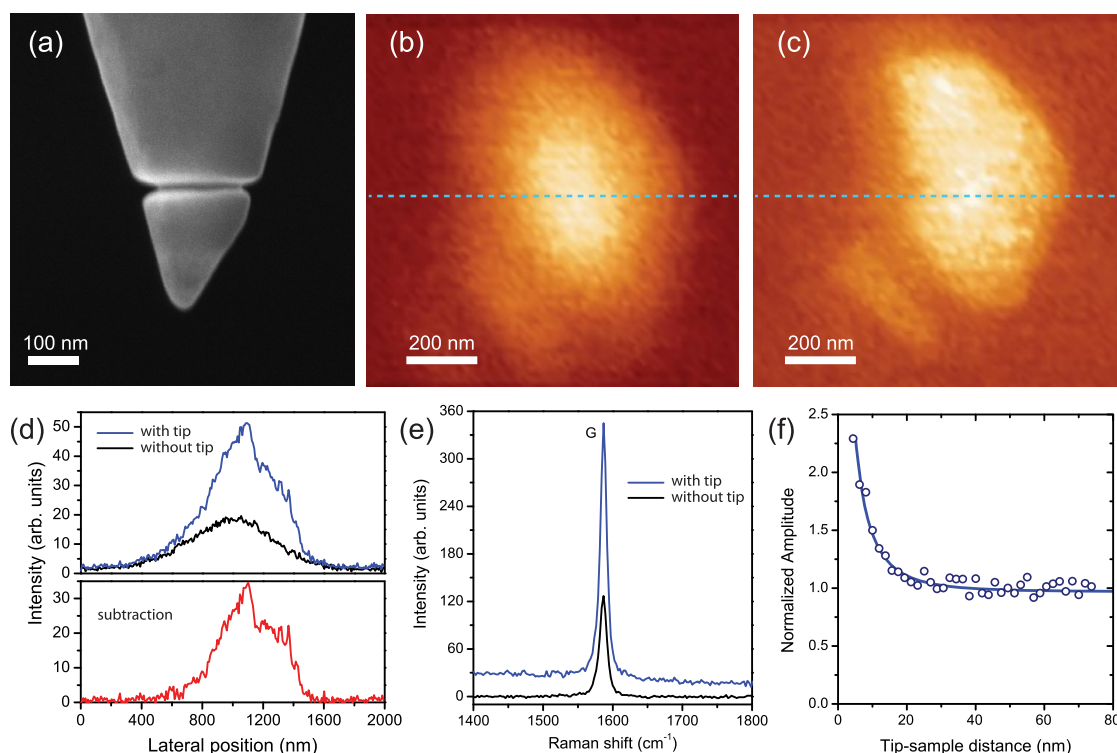 (a)
100 nm
(b)
200 nm
(c)
200 nm
(d)
with tip
without tip
50
40
30
20
10
0
subtraction
30
20
10
0
Intensity (arb. units)
0 400 800 1200 1600 2000
Lateral position (nm)
(e)
G
with tip
without tip
360
300
240
180
120
60
0
Intensity (arb. units)
1400 1500 1600 1700 1800
Raman shift (cm⁻¹)
(f)
2.5
2.0
1.5
1.0
0.5
0.0
Normalized Amplitude
0 20 40 60 80
Tip-sample distance (nm)